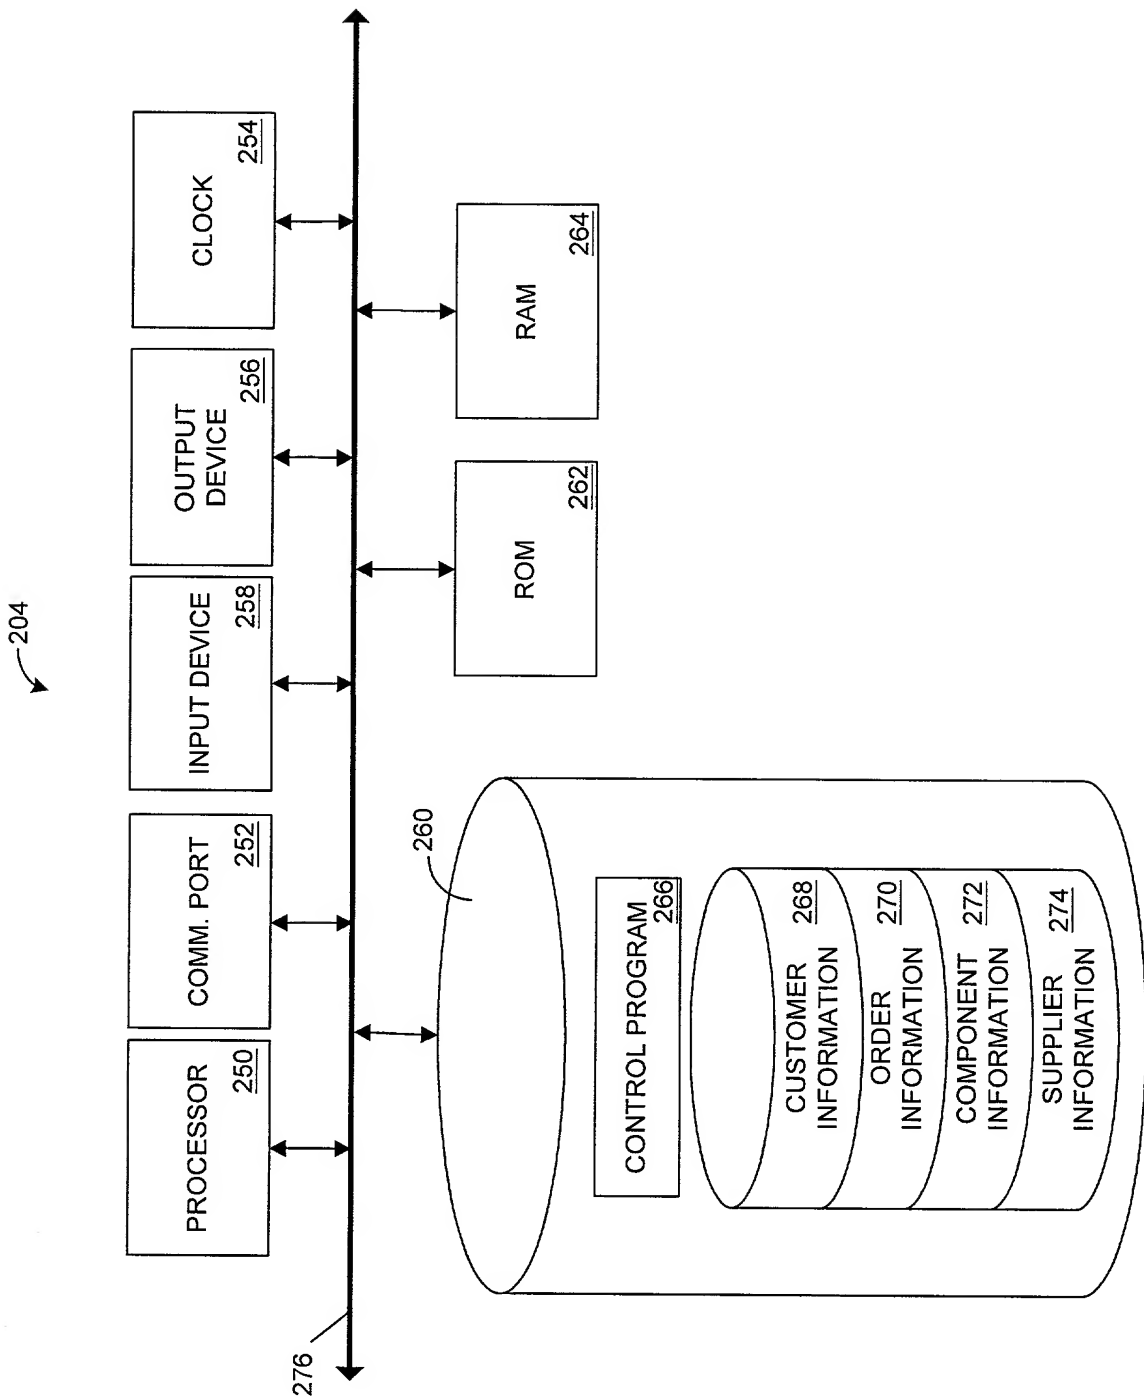 204
PROCESSOR
250
COMM. PORT
252
INPUT DEVICE
258
OUTPUT
DEVICE
256
CLOCK
254
276
260
ROM
262
RAM
264
CONTROL PROGRAM
266
CUSTOMER
INFORMATION
268
ORDER
INFORMATION
270
COMPONENT
INFORMATION
272
SUPPLIER
INFORMATION
274